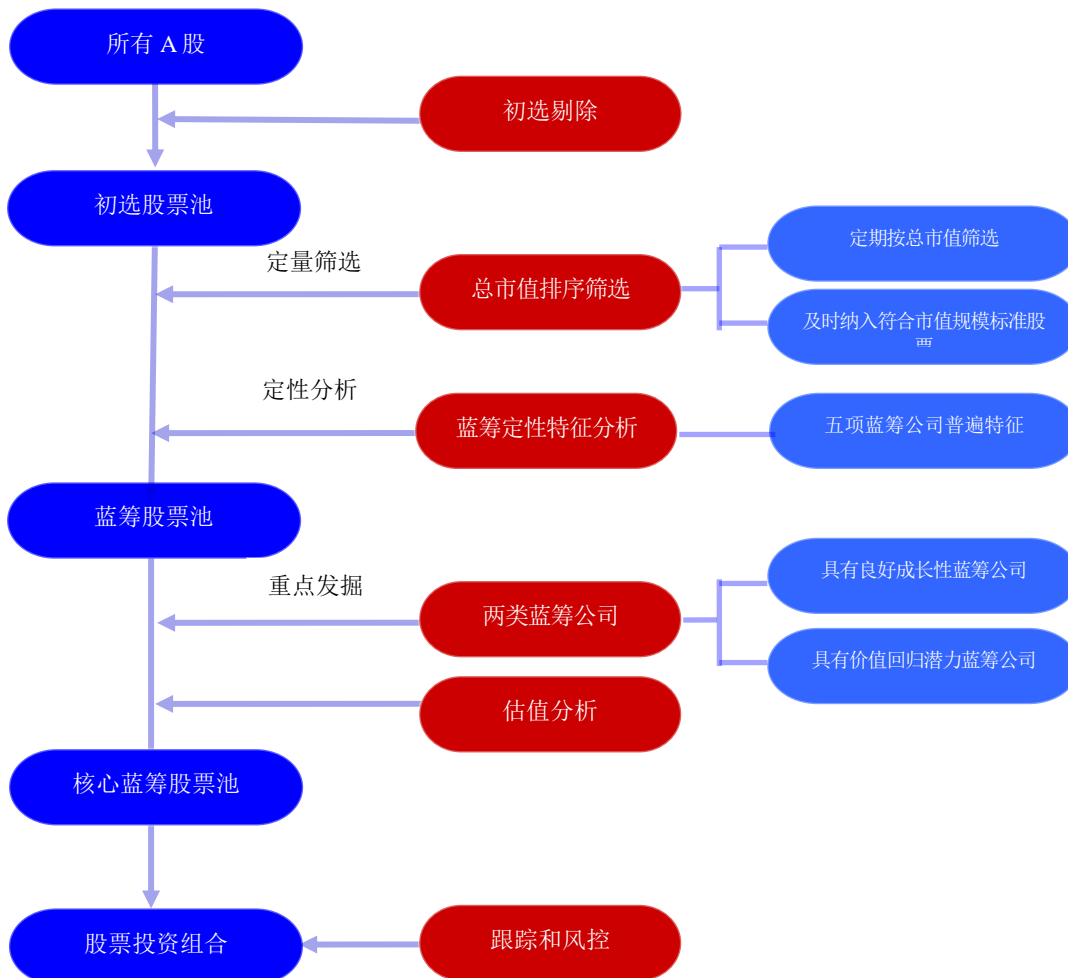 所有 A 股
初选剔除
初选股票池
定期按总市值筛选
定量筛选
总市值排序筛选
及时纳入符合市值规模标准股
票
定性分析
蓝筹定性特征分析
五项蓝筹公司普遍特征
蓝筹股票池
具有良好成长性蓝筹公司
重点发掘
两类蓝筹公司
具有价值回归潜力蓝筹公司
估值分析
核心蓝筹股票池
股票投资组合
跟踪和风控